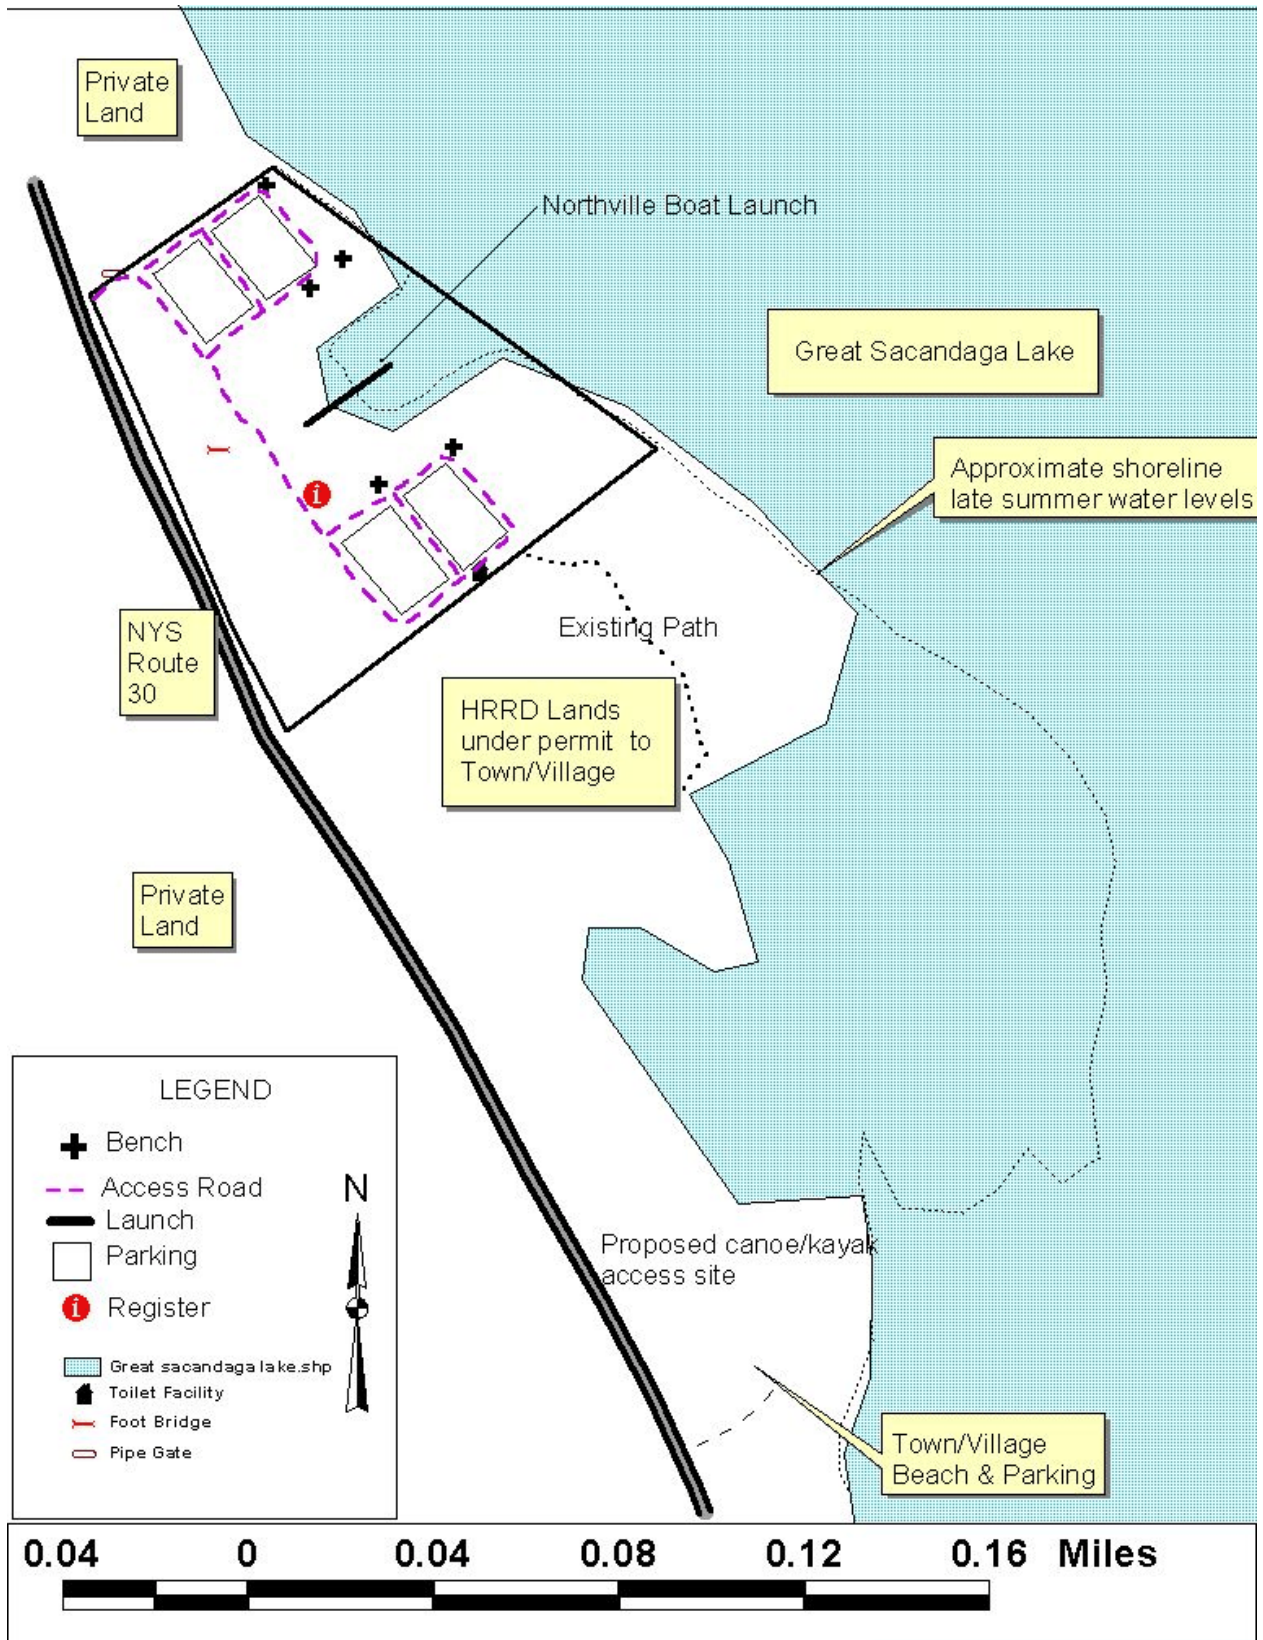 Private
Land
Northville Boat Launch
Great Sacandaga Lake
Approximate shoreline
late summer water levels
NYS
Route
30
Existing Path
HRRD Lands
under permit to
Town/Village
Private
Land
LEGEND
Bench
Access Road
Launch
Parking
Register
Great sacandaga lake.shp
Toilet Facility
Foot Bridge
Pipe Gate
N
Proposed canoe/kayak
access site
Town/Village
Beach & Parking
0.04 0 0.04 0.08 0.12 0.16 Miles